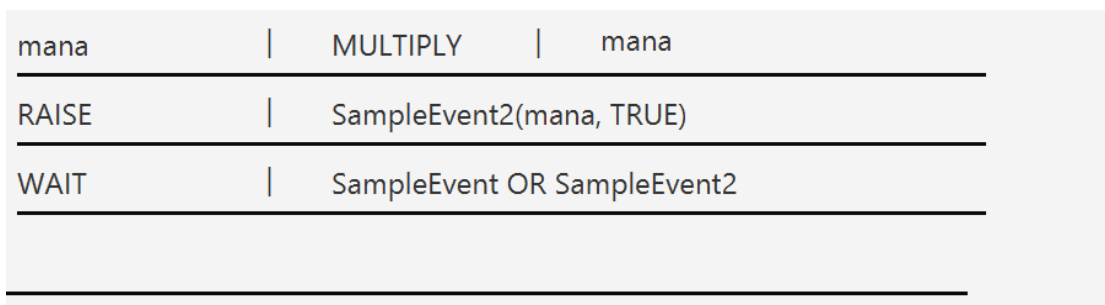 mana | MULTIPLY | mana
RAISE | SampleEvent2(mana, TRUE)
WAIT | SampleEvent OR SampleEvent2